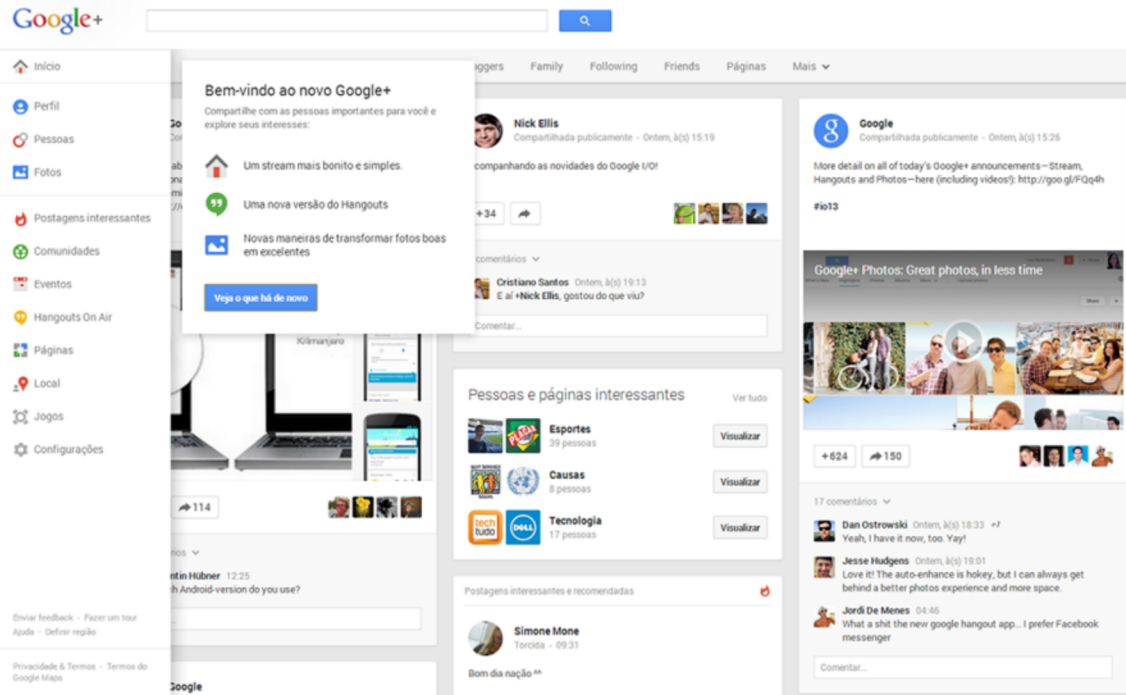 Google+
Início
Perfil
Pessoas
Fotos
Postagens interessantes
Comunidades
Eventos
Hangouts On Air
Páginas
Local
Jogos
Configurações
Enviar feedback - Fazer um tour
Ajuda - Definir região
Privacidade & Termos - Termos do
Google Maps
Family Following Friends Páginas Mais
Bem-vindo ao novo Google+
Compartilhe com as pessoas importantes para você e
explore seus interesses:
Um stream mais bonito e simples.
Uma nova versão do Hangouts
Novas maneiras de transformar fotos boas
em excelentes
Veja o que há de novo
Kilimanjaro
114
12:25
Android-version do you use?
Google
Nick Ellis
Compartilhada publicamente - Ontem, à(s) 15:19
as novidades do Google I/O!
+34
comentários
Cristiano Santos Ontem, à(s) 19:13
E aí +Nick Ellis, gostou do que viu?
Comentar...
Pessoas e páginas interessantes
Ver tudo
Esportes
39 pessoas
Visualizar
PLACAR
Causas
8 pessoas
Visualizar
Tecnologia
17 pessoas
Visualizar
tech
tudo
DELL
Postagens interessantes e recomendadas
Simone Mone
Torcida - 09:31
Bom dia nação ^^
Google
Compartilhada publicamente - Ontem, à(s) 15:26
More detail on all of today's Google+ announcements—Stream,
Hangouts and Photos—here (including videos!): http://goo.gl/FQq4h
#io13
Google+ Photos: Great photos, in less time
+624
150
17 comentários
Dan Ostrowski Ontem, à(s) 18:33 +1
Yeah, I have it now, too. Yay!
Jesse Hudgens Ontem, à(s) 19:01
Love it! The auto-enhance is hokey, but I can always get
behind a better photos experience and more space.
Jordi De Menes 04:46
What a shit the new google hangout app... I prefer Facebook
messenger
Comentar...